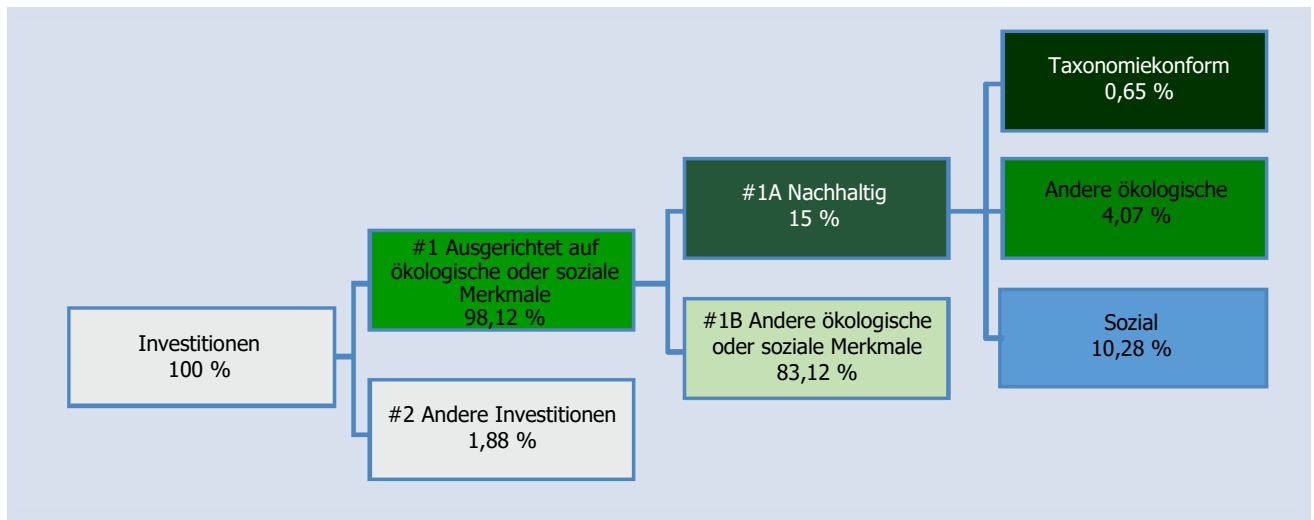 Investitionen
100 %
#1 Ausgerichtet auf
ökologische oder soziale
Merkmale
98,12 %
#2 Andere Investitionen
1,88 %
#1A Nachhaltig
15 %
#1B Andere ökologische
oder soziale Merkmale
83,12 %
Taxonomiekonform
0,65 %
Andere ökologische
4,07 %
Sozial
10,28 %